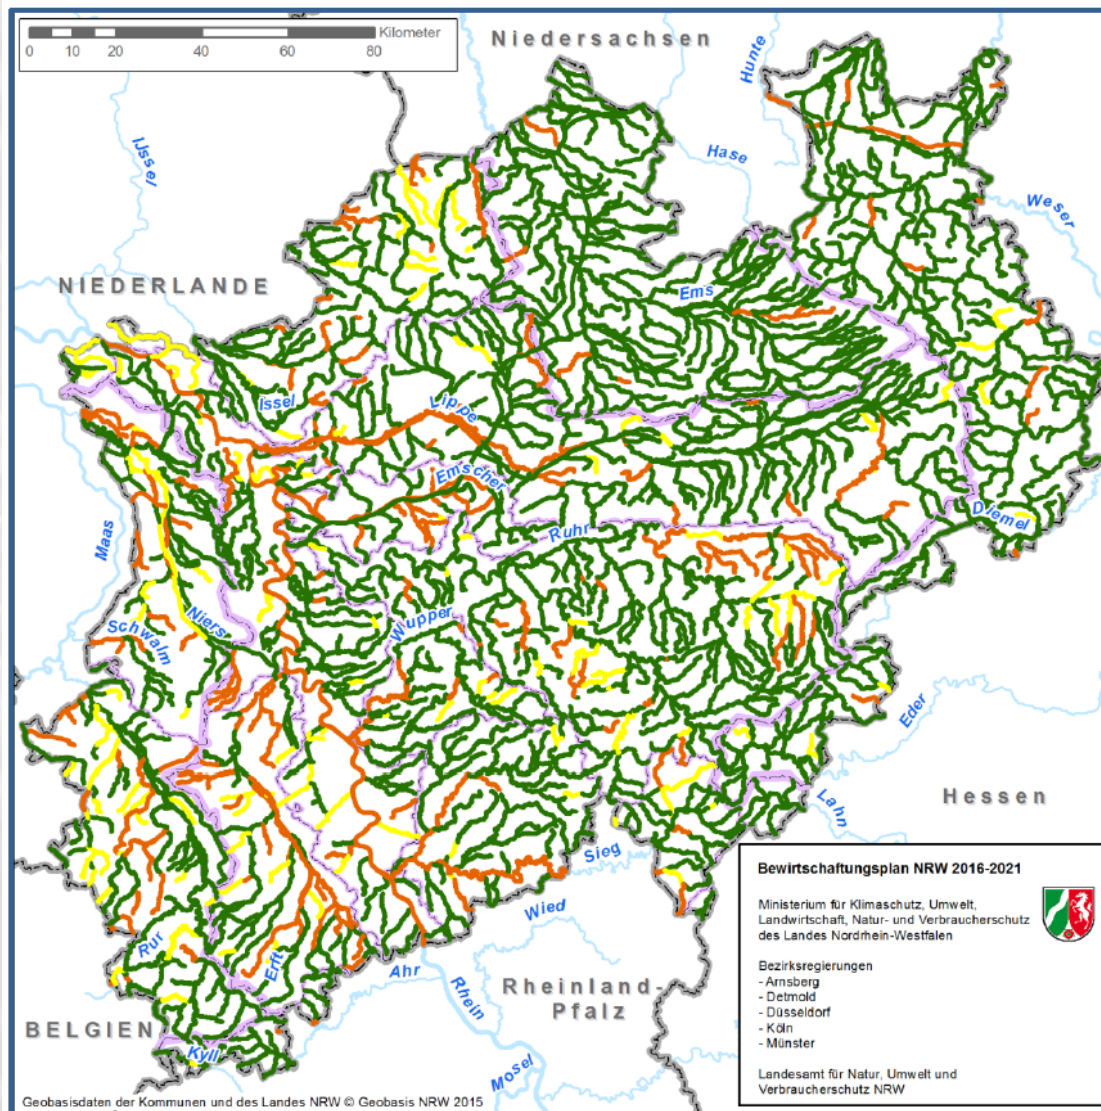 Kilometer
0 10 20 40 60 80
Niedersachsen
Hunte
Hase
IJssel
Weser
NIEDERLANDE
Ems
Issel
Lippe
Emscher
Maas
Ruhr
Diemel
Niers
Wupper
Schwalm
Eder
Hessen
Lahn
Sieg
Wied
Rur
Erft
Ahr
Rhein
Rheinland-
Pfalz
BELGIEN
Kyll
Mosel
Bewirtschaftungsplan NRW 2016-2021
Ministerium für Klimaschutz, Umwelt,
Landwirtschaft, Natur- und Verbraucherschutz
des Landes Nordrhein-Westfalen
Bezirksregierungen
- Arnsberg
- Detmold
- Düsseldorf
- Köln
- Münster
Landesamt für Natur, Umwelt und
Verbraucherschutz NRW
Geobasisdaten der Kommunen und des Landes NRW © Geobasis NRW 2015